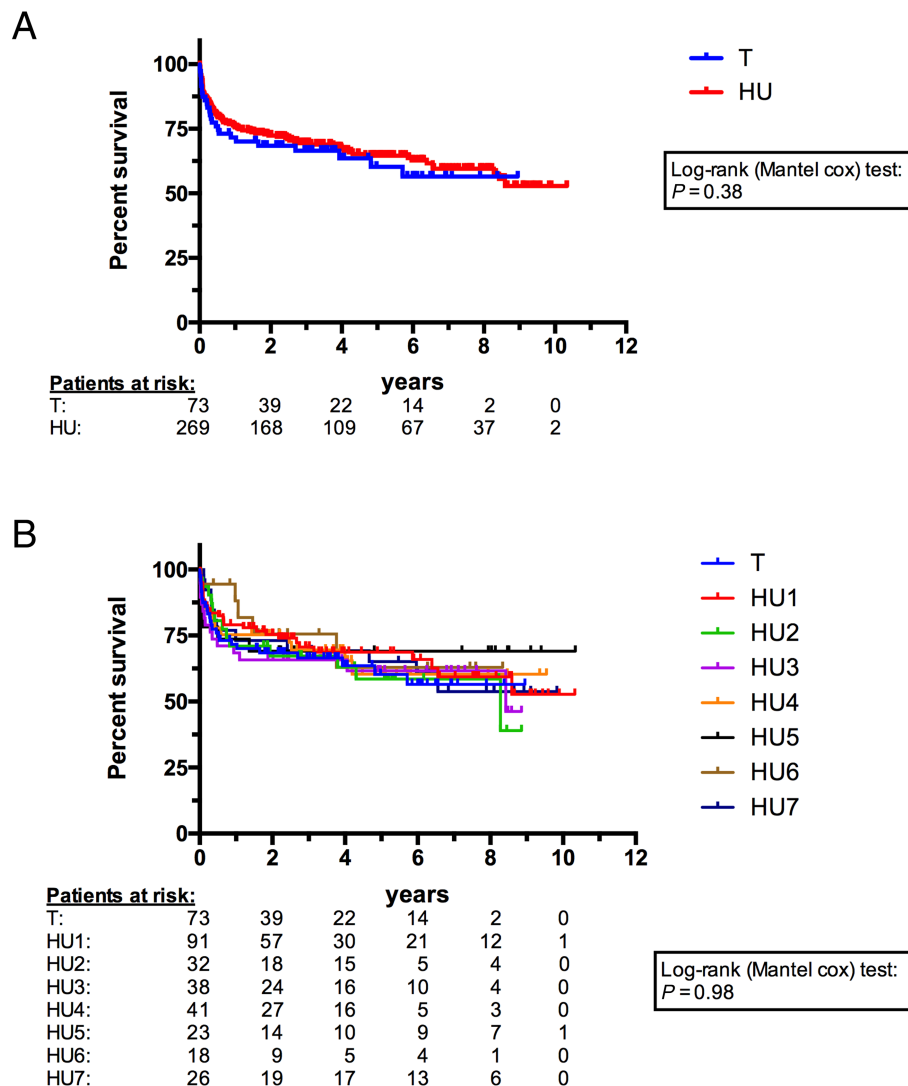 A
100
75
50
25
0
Percent survival
0 2 4 6 8 10 12
years
T
HU
Log-rank (Mantel cox) test:
P = 0.38
Patients at risk:
T: 73 39 22 14 2 0
HU: 269 168 109 67 37 2
B
100
75
50
25
0
Percent survival
0 2 4 6 8 10 12
years
T
HU1
HU2
HU3
HU4
HU5
HU6
HU7
Patients at risk:
T: 73 39 22 14 2 0
HU1: 91 57 30 21 12 1
HU2: 32 18 15 5 4 0
HU3: 38 24 16 10 4 0
HU4: 41 27 16 5 3 0
HU5: 23 14 10 9 7 1
HU6: 18 9 5 4 1 0
HU7: 26 19 17 13 6 0
Log-rank (Mantel cox) test:
P = 0.98